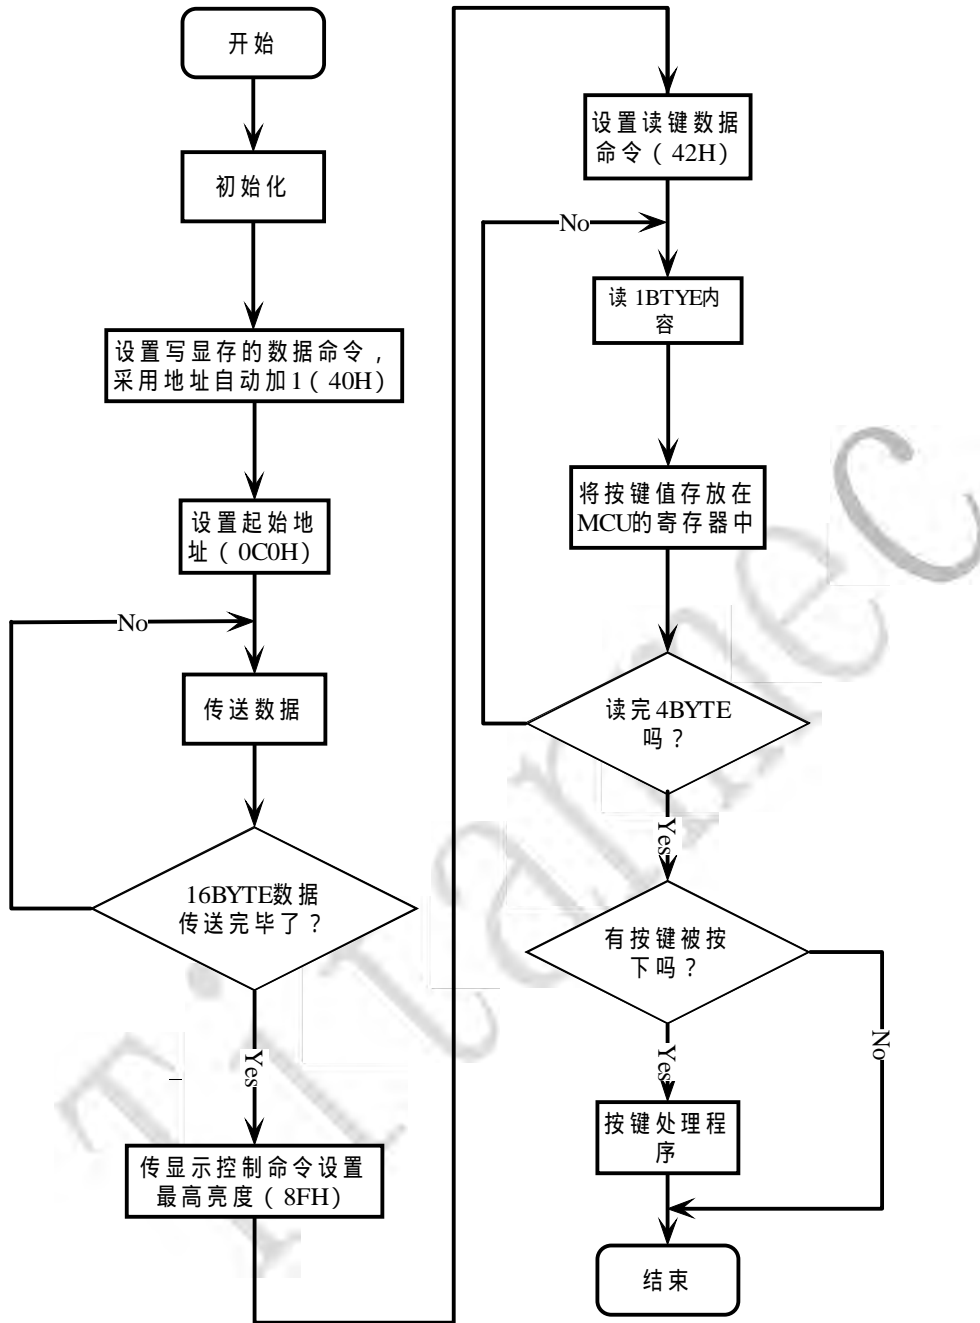 开始
初始化
设置写显存的数据命令，
采用地址自动加1（40H）
设置起始地
址（0C0H）
No
传送数据
16BYTE数据
传送完毕了？
Yes
传显示控制命令设置
最高亮度（8FH）
设置读键数据
命令（42H）
No
读1BTYE内
容
将按键值存放在
MCU的寄存器中
读完4BYTE
吗？
Yes
有按键被按
下吗？
Yes
No
按键处理程
序
结束
Titanmec